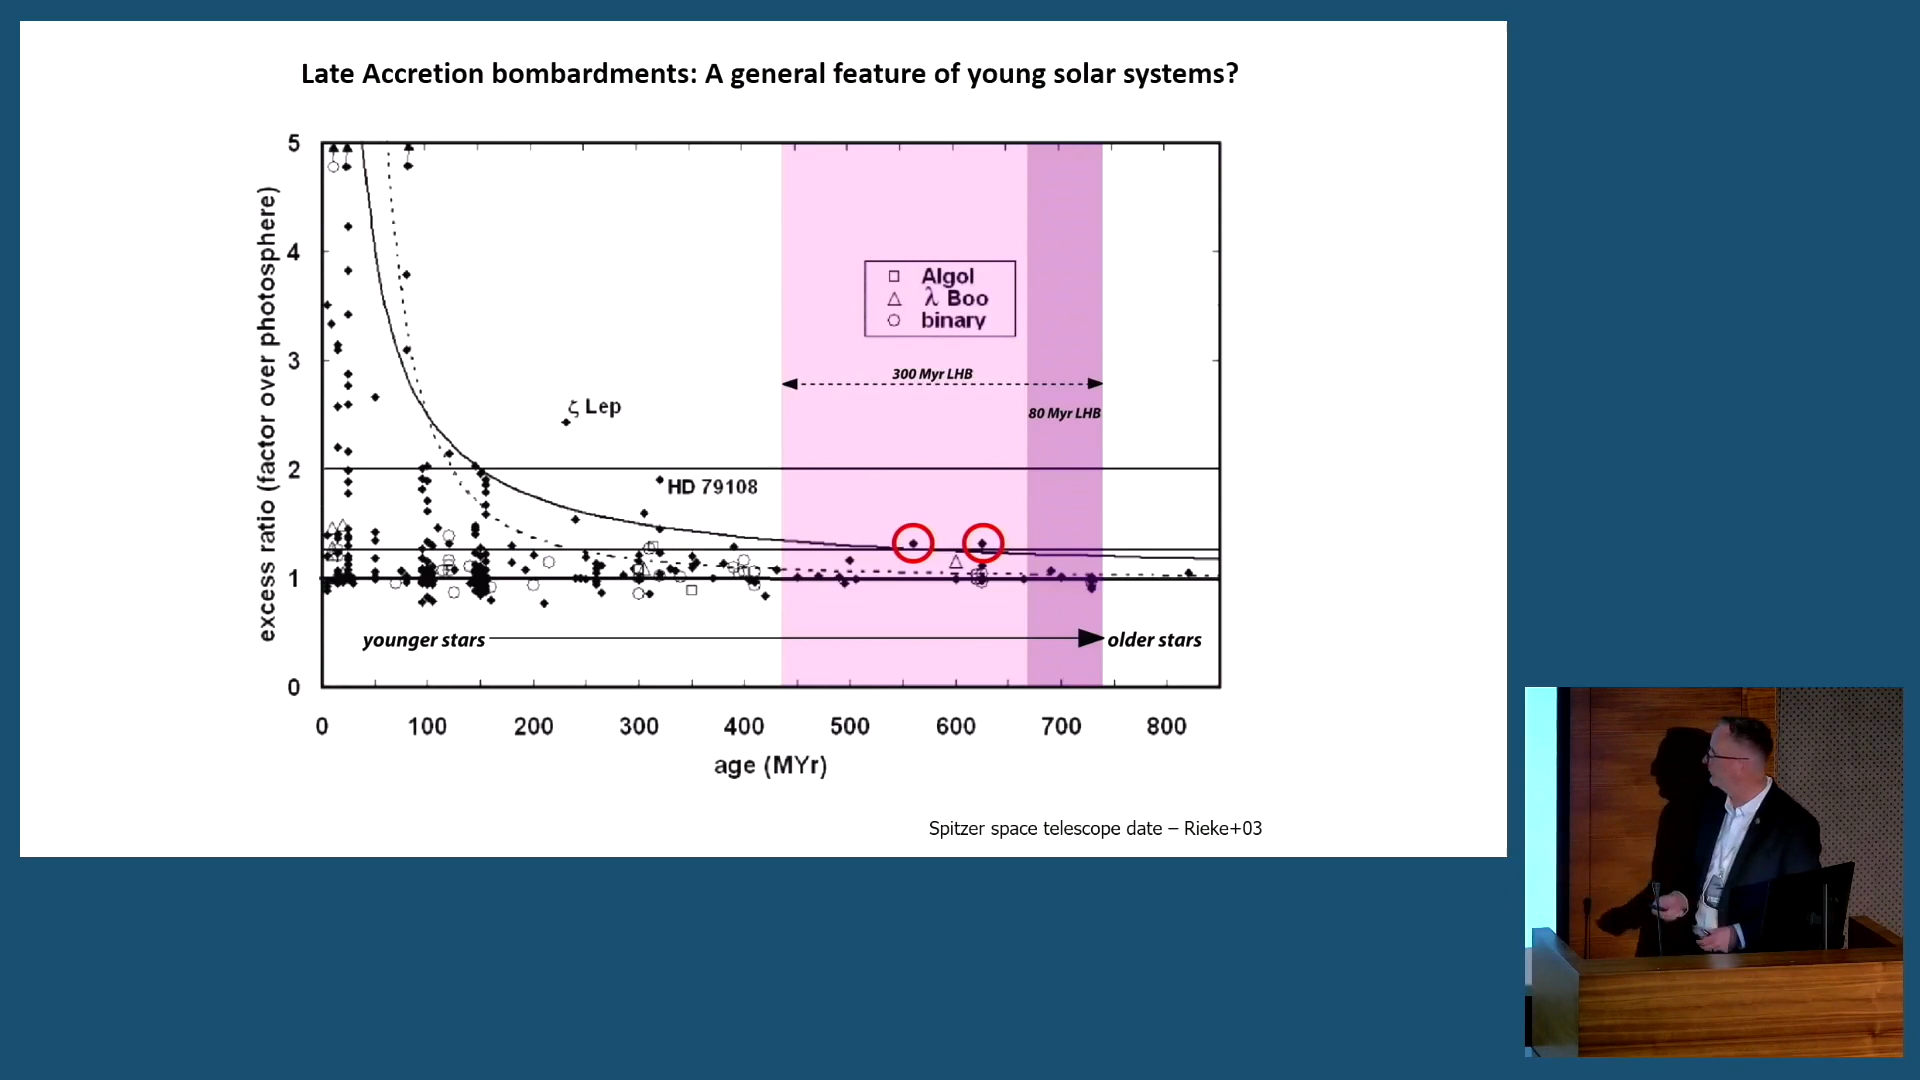 Late Accretion bombardments: A general feature of young solar systems?
5
4
3
2
1
0
excess ratio (factor over photosphere)
Algol
λ Boo
binary
300 Myr LHB
80 Myr LHB
ζ Lep
HD 79108
younger stars
older stars
0 100 200 300 400 500 600 700 800
age (MYr)
Spitzer space telescope date – Rieke+03